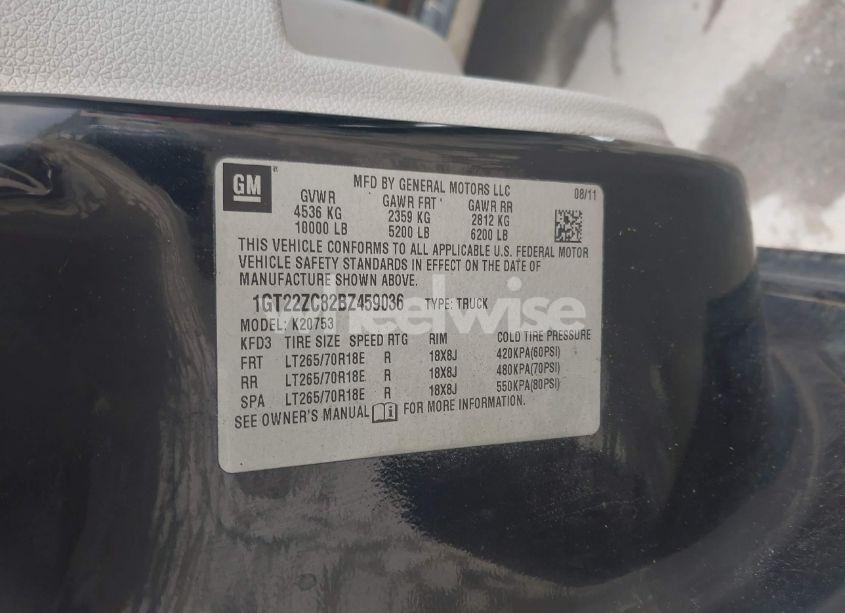 GM
MFD BY GENERAL MOTORS LLC
08/11
GVWR GAWR FRT GAWR RR
4536 KG 2359 KG 2812 KG
10000 LB 5200 LB 6200 LB
THIS VEHICLE CONFORMS TO ALL APPLICABLE U.S. FEDERAL MOTOR
VEHICLE SAFETY STANDARDS IN EFFECT ON THE DATE OF
MANUFACTURE SHOWN ABOVE.
1GT22ZC82BZ459036 TYPE: TRUCK
MODEL: K20753
KFD3 TIRE SIZE SPEED RTG RIM COLD TIRE PRESSURE
FRT LT265/70R18E R 18X8J 420KPA(60PSI)
RR LT265/70R18E R 18X8J 480KPA(70PSI)
SPA LT265/70R18E R 18X8J 550KPA(80PSI)
SEE OWNER'S MANUAL FOR MORE INFORMATION.
wheelwise